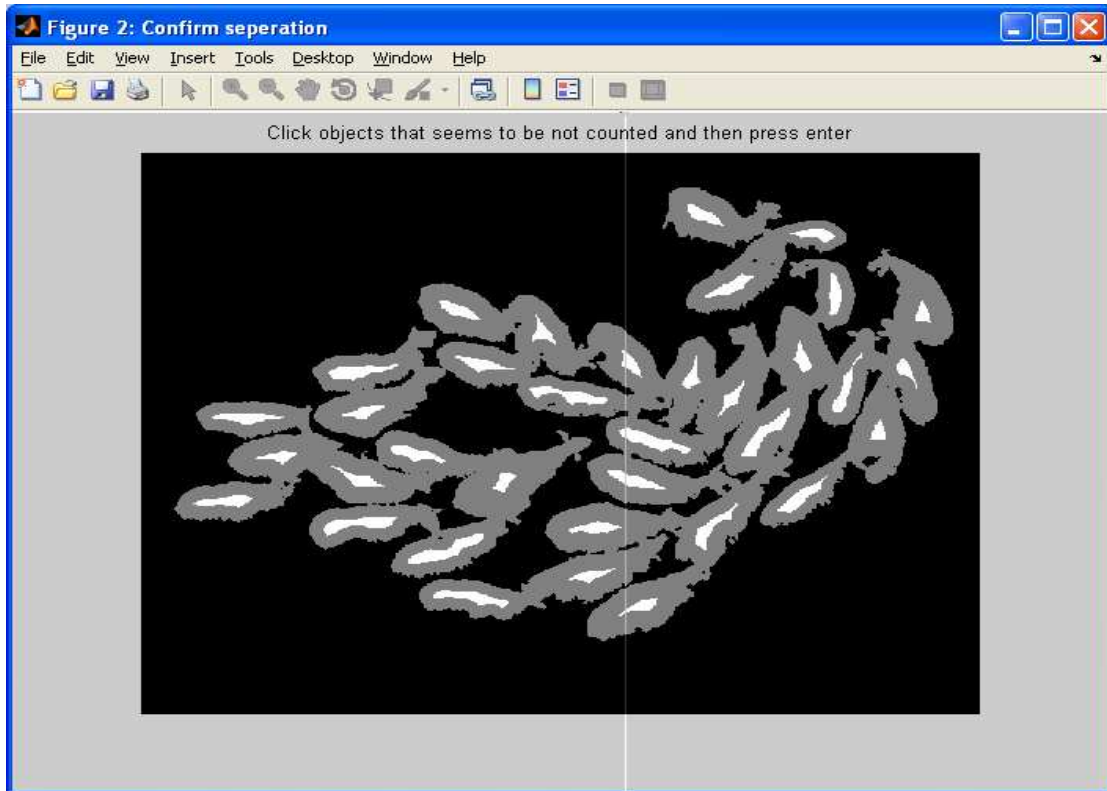 Figure 2: Confirm seperation
File Edit View Insert Tools Desktop Window Help
Click objects that seems to be not counted and then press enter